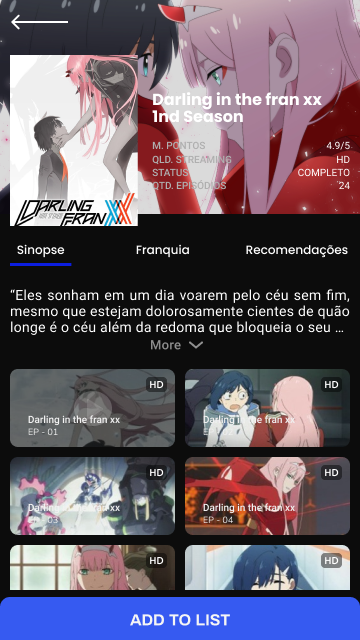 Darling in the fran xx
1nd Season
M. PONTOS 4.9/5
QLD. STREAMING HD
STATUS COMPLETO
QTD. EPISÓDIOS 24
DARLING
in the
FRANXX
Sinopse Franquia Recomendações
“Eles sonham em um dia voarem pelo céu sem fim,
mesmo que estejam dolorosamente cientes de quão
longe é o céu além da redoma que bloqueia o seu ...
More
HD
Darling in the fran xx
EP - 01
HD
Darling in the fran xx
HD
Darling in the fran xx
EP - 03
HD
Darling in the fran xx
EP - 04
HD
HD
ADD TO LIST